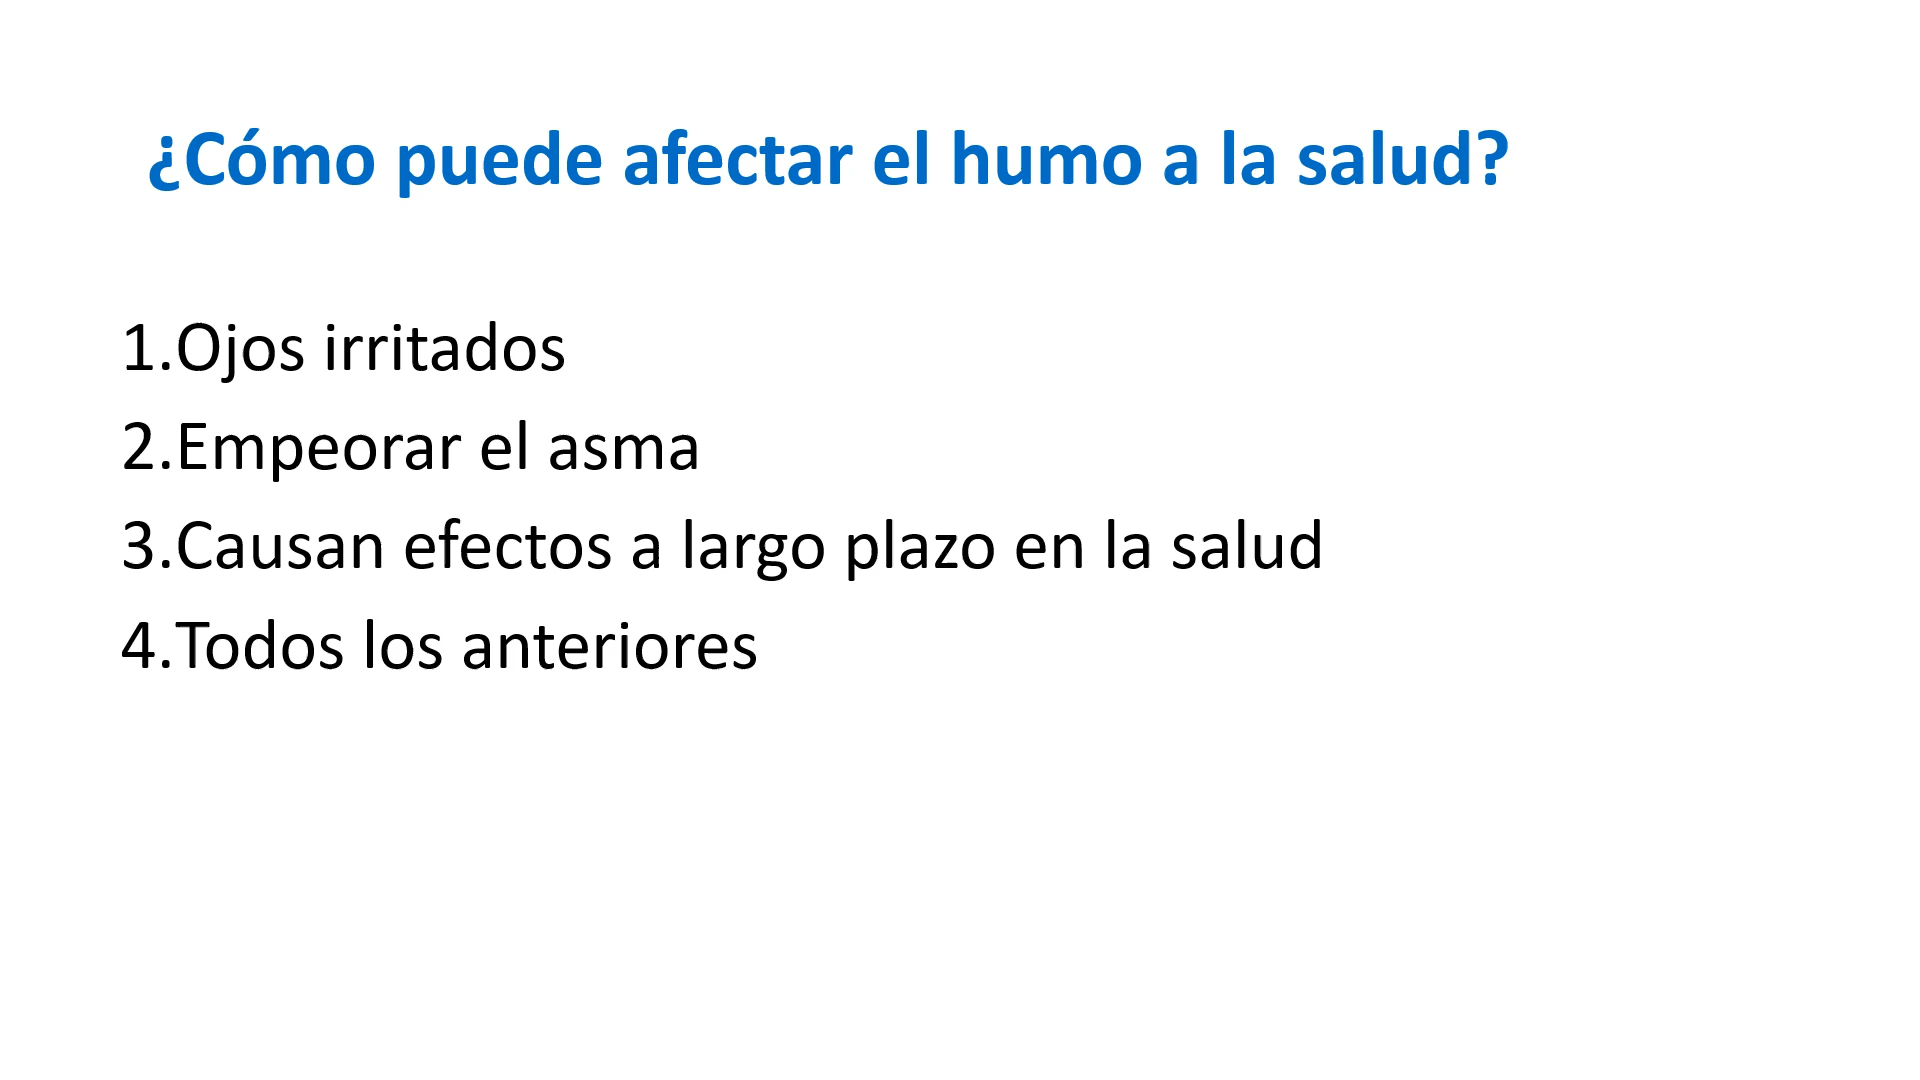 ¿Cómo puede afectar el humo a la salud?
1.Ojos irritados
2.Empeorar el asma
3.Causan efectos a largo plazo en la salud
4.Todos los anteriores